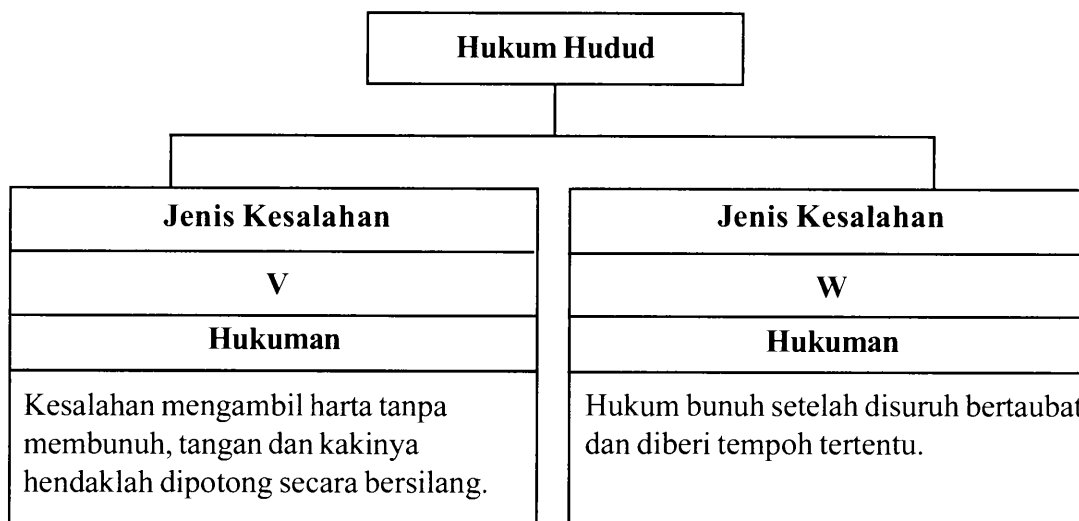 Hukum Hudud
Jenis Kesalahan
V
Hukuman
Kesalahan mengambil harta tanpa
membunuh, tangan dan kakinya
hendaklah dipotong secara bersilang.
Jenis Kesalahan
W
Hukuman
Hukum bunuh setelah disuruh bertaubat
dan diberi tempoh tertentu.